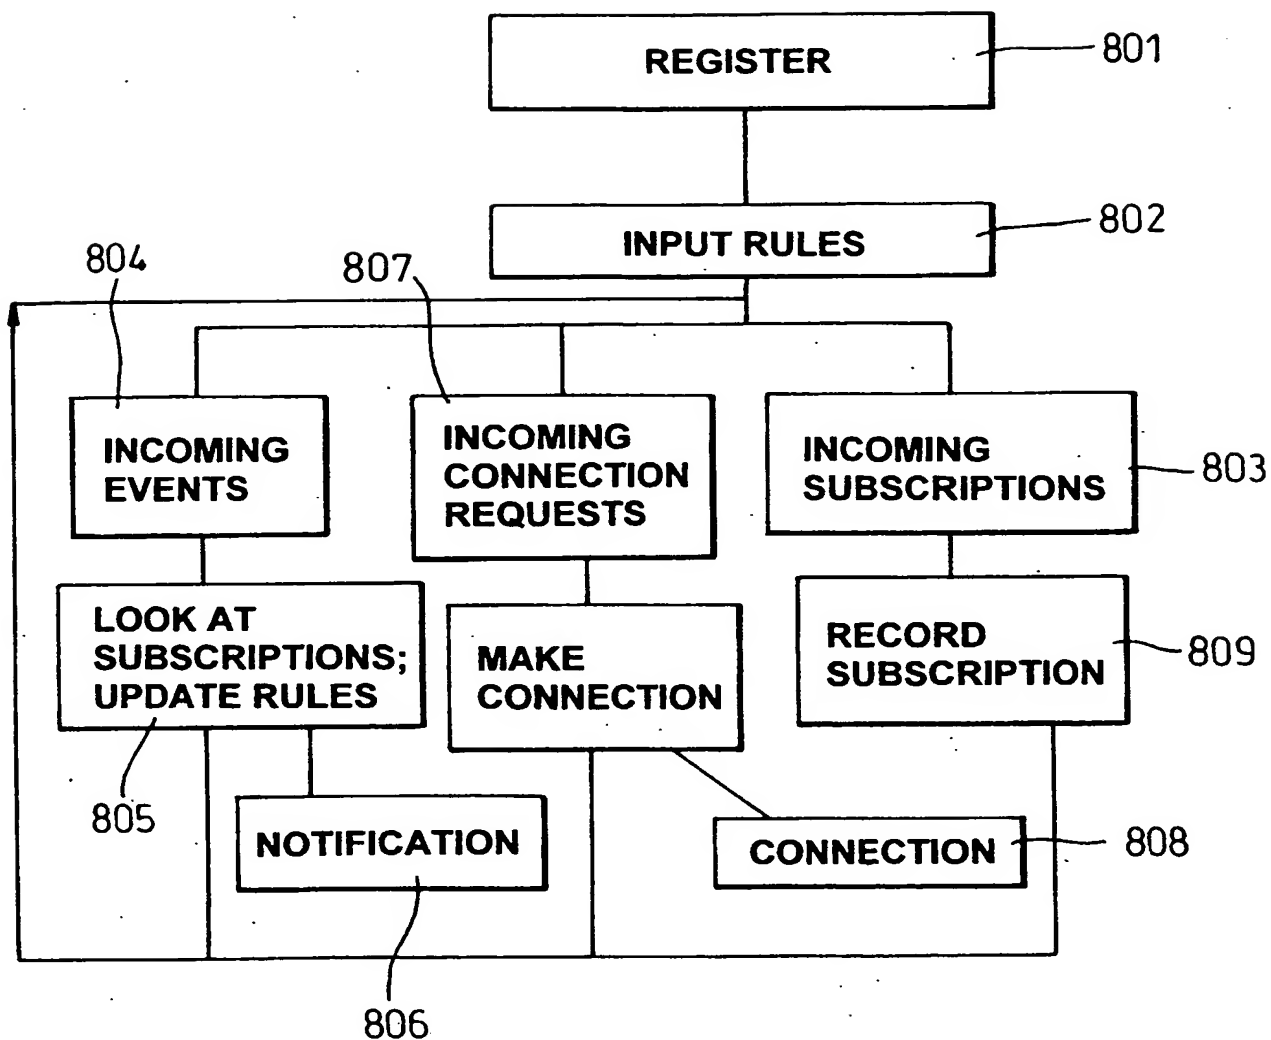 REGISTER
801
INPUT RULES
802
804
807
INCOMING
EVENTS
INCOMING
CONNECTION
REQUESTS
INCOMING
SUBSCRIPTIONS
803
LOOK AT
SUBSCRIPTIONS;
UPDATE RULES
805
MAKE
CONNECTION
RECORD
SUBSCRIPTION
809
NOTIFICATION
806
CONNECTION
808